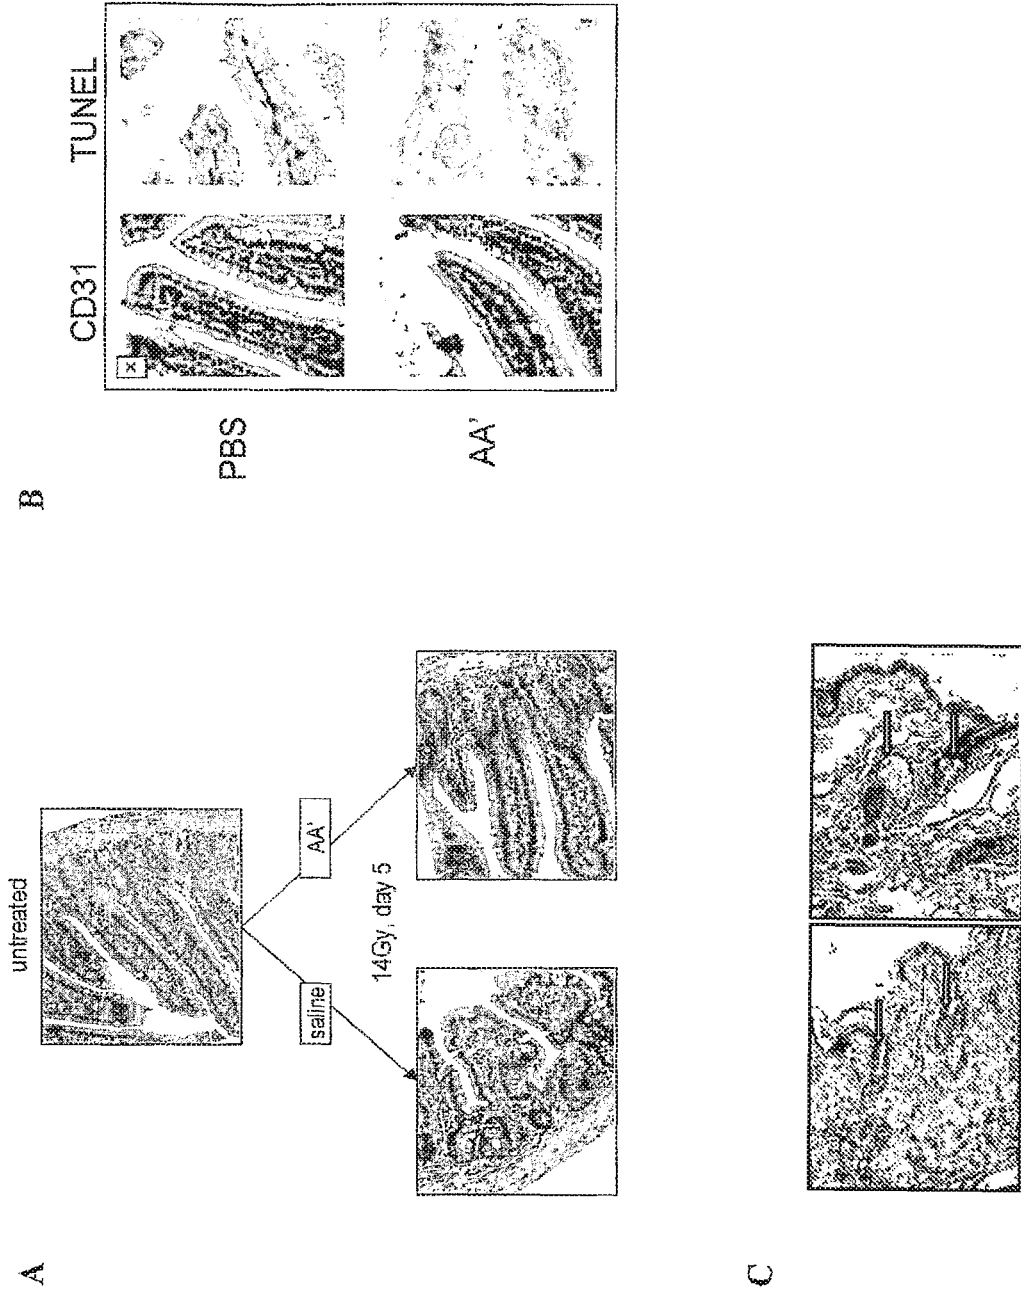 A
untreated
saline
AA'
14Gy, day 5
B
CD31
TUNEL
x
PBS
AA'
C